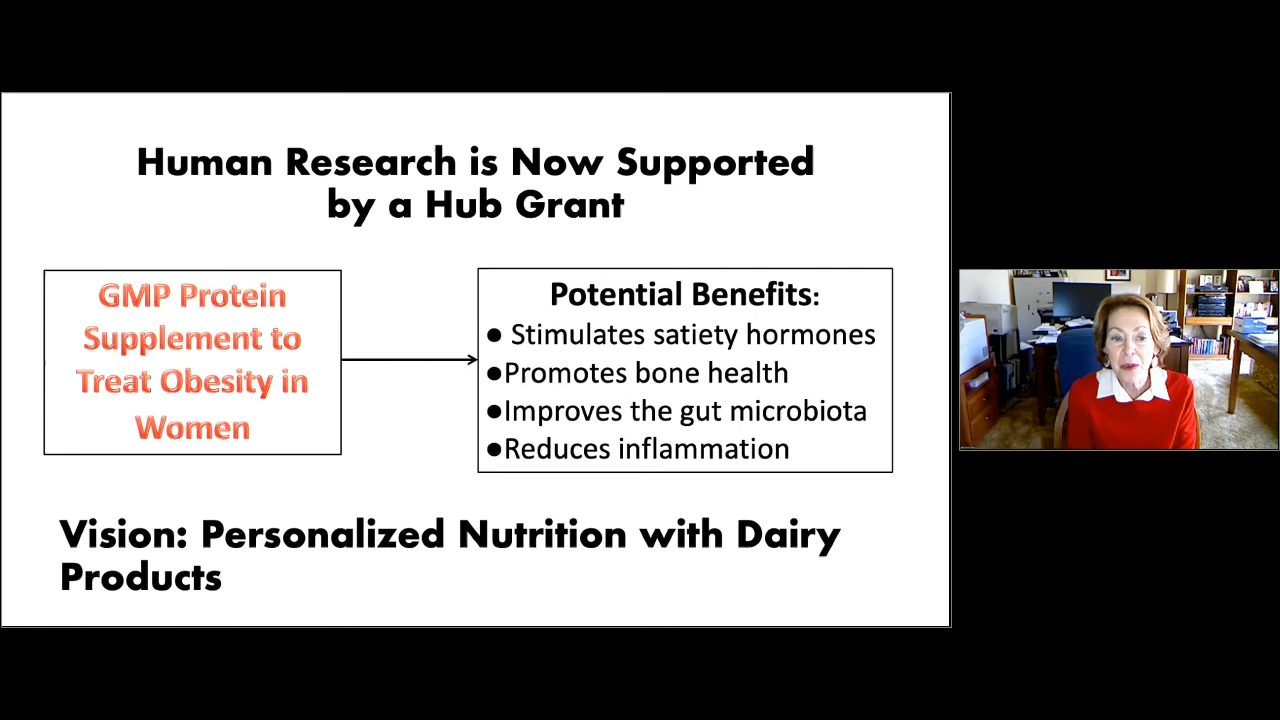 Human Research is Now Supported
by a Hub Grant
GMP Protein
Supplement to
Treat Obesity in
Women
Potential Benefits:
● Stimulates satiety hormones
●Promotes bone health
●Improves the gut microbiota
●Reduces inflammation
Vision: Personalized Nutrition with Dairy
Products